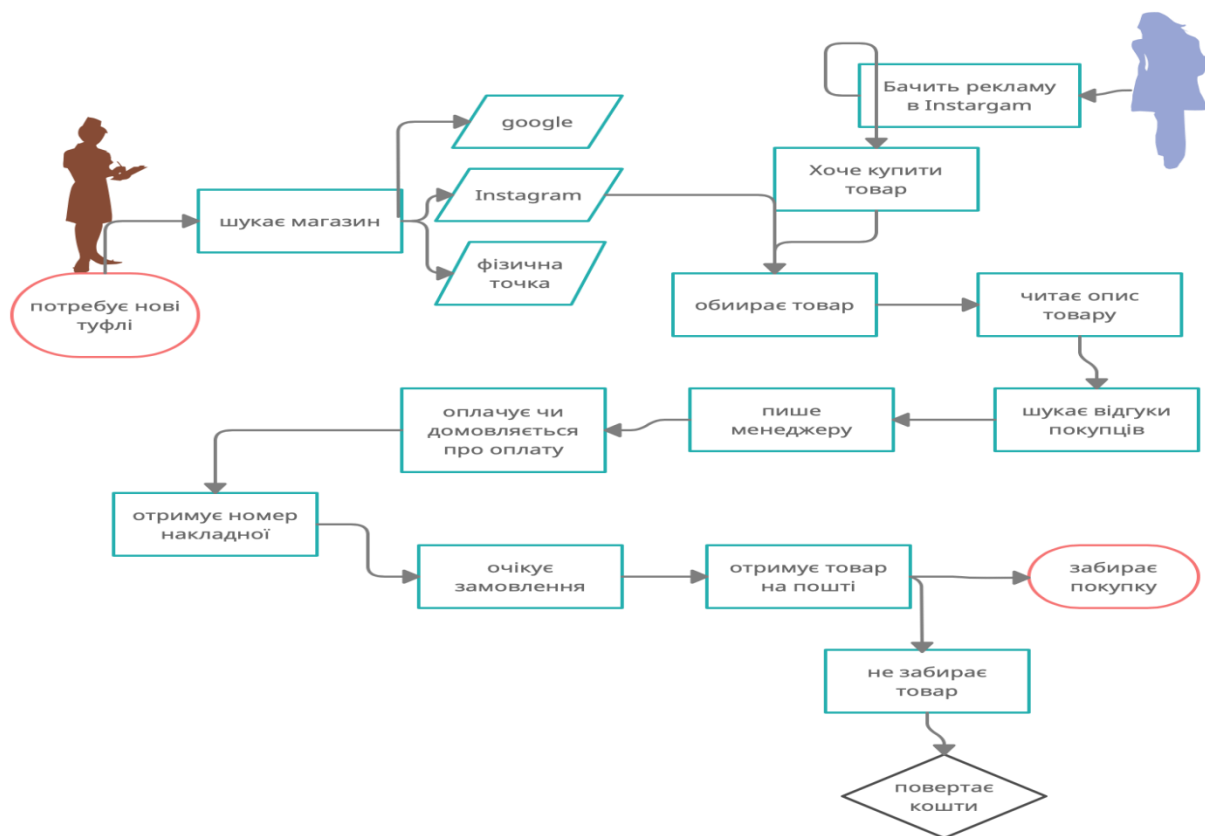 Бачить рекламу
в Instargam
google
Хоче купити
товар
Instagram
шукає магазин
фізична
точка
потребує нові
туфлі
обиирає товар
читає опис
товару
оплачує чи
домовляється
про оплату
пише
менеджеру
шукає відгуки
покупців
отримує номер
накладної
очікує
замовлення
отримує товар
на пошті
забирає
покупку
не забирає
товар
повертає
кошти